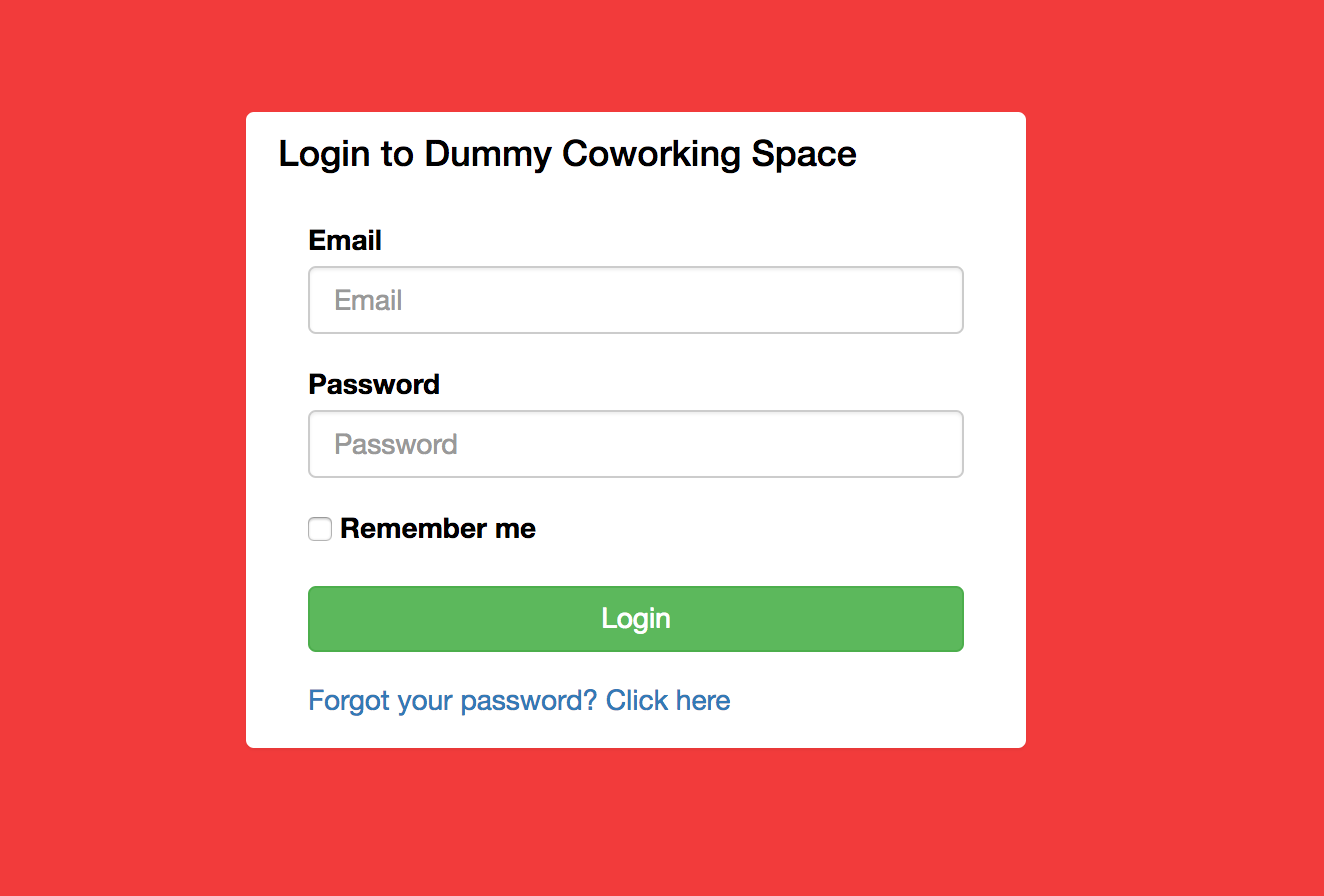 Login to Dummy Coworking Space
Email
Email
Password
Password
Remember me
Login
Forgot your password? Click here